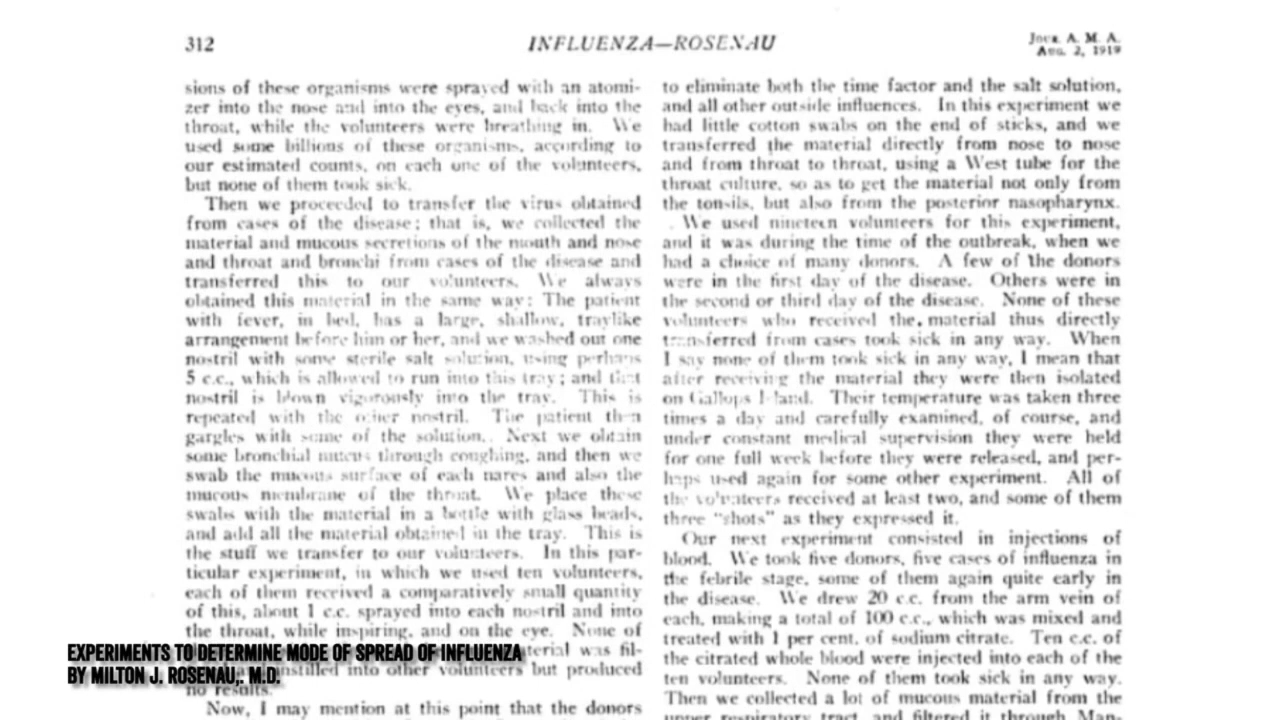 312
INFLUENZA—ROSENAU
Jour. A. M. A.
Aug. 2, 1919
sions of these organisms were sprayed with an atomi-
zer into the nose and into the eyes, and back into the
throat, while the volunteers were breathing in. We
used some billions of these organisms, according to
our estimated counts, on each one of the volunteers,
but none of them took sick.
Then we proceeded to transfer the virus obtained
from cases of the disease; that is, we collected the
material and mucous secretions of the mouth and nose
and throat and bronchi from cases of the disease and
transferred this to our volunteers. We always
obtained this material in the same way: The patient
with fever, in bed, has a large, shallow, traylike
arrangement before him or her, and we washed out one
nostril with some sterile salt solution, using perhaps
5 c.c., which is allowed to run into this tray; and that
nostril is blown vigorously into the tray. This is
repeated with the other nostril. The patient then
gargles with some of the solution. Next we obtain
some bronchial mucus through coughing, and then we
swab the mucous surface of each nares and also the
mucous membrane of the throat. We place these
swabs with the material in a bottle with glass beads,
and add all the material obtained in the tray. This is
the stuff we transfer to our volunteers. In this par-
ticular experiment, in which we used ten volunteers,
each of them received a comparatively small quantity
of this, about 1 c.c. sprayed into each nostril and into
the throat, while inspiring, and on the eye. None of
terial was fil-
instilled into other volunteers but produced
no results.
Now, I may mention at this point that the donors
to eliminate both the time factor and the salt solution,
and all other outside influences. In this experiment we
had little cotton swabs on the end of sticks, and we
transferred the material directly from nose to nose
and from throat to throat, using a West tube for the
throat culture, so as to get the material not only from
the tonsils, but also from the posterior nasopharynx.
We used nineteen volunteers for this experiment,
and it was during the time of the outbreak, when we
had a choice of many donors. A few of the donors
were in the first day of the disease. Others were in
the second or third day of the disease. None of these
volunteers who received the material thus directly
transferred from cases took sick in any way. When
I say none of them took sick in any way, I mean that
after receiving the material they were then isolated
on Gallops Island. Their temperature was taken three
times a day and carefully examined, of course, and
under constant medical supervision they were held
for one full week before they were released, and per-
haps used again for some other experiment. All of
the volunteers received at least two, and some of them
three "shots" as they expressed it.
Our next experiment consisted in injections of
blood. We took five donors, five cases of influenza in
the febrile stage, some of them again quite early in
the disease. We drew 20 c.c. from the arm vein of
each, making a total of 100 c.c., which was mixed and
treated with 1 per cent. of sodium citrate. Ten c.c. of
the citrated whole blood were injected into each of the
ten volunteers. None of them took sick in any way.
Then we collected a lot of mucous material from the
upper respiratory tract, and filtered it through Man-
EXPERIMENTS TO DETERMINE MODE OF SPREAD OF INFLUENZA
BY MILTON J. ROSENAU,. M.D.